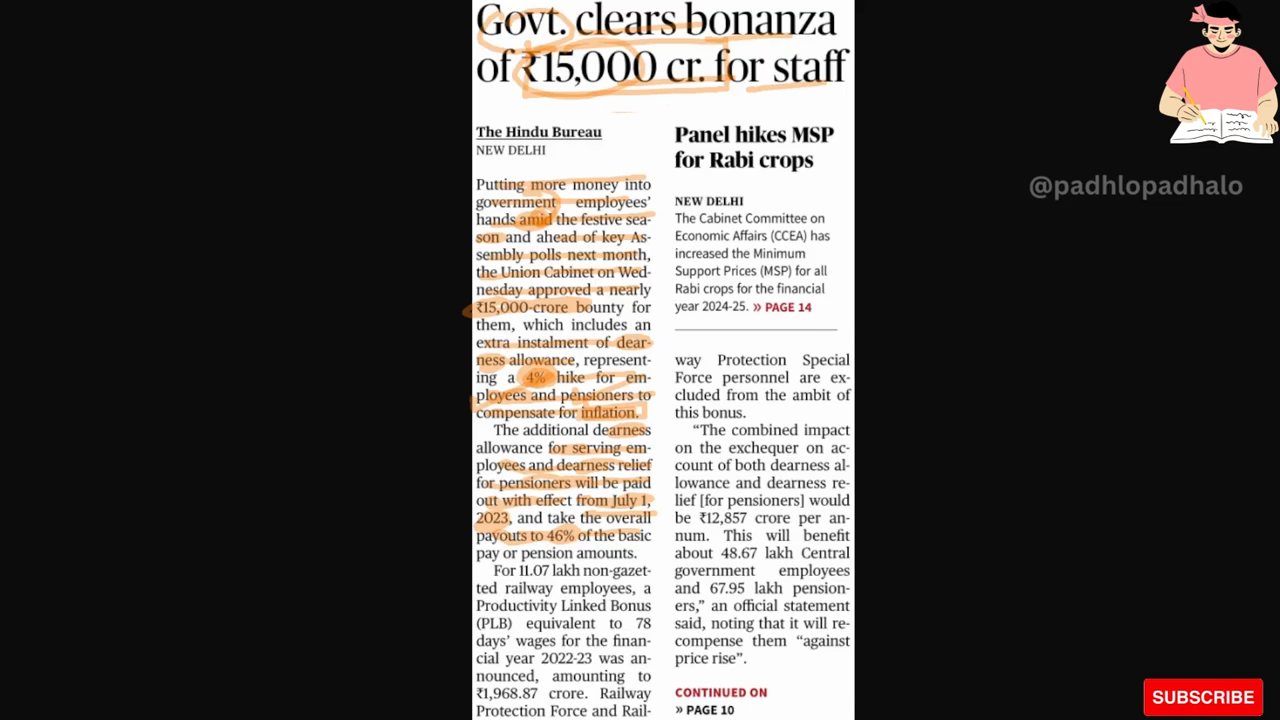 Govt. clears bonanza
of ₹15,000 cr. for staff
The Hindu Bureau
NEW DELHI
Putting more money into
government employees'
hands amid the festive sea-
son and ahead of key As-
sembly polls next month,
the Union Cabinet on Wed-
nesday approved a nearly
₹15,000-crore bounty for
them, which includes an
extra instalment of dear-
ness allowance, represent-
ing a 4% hike for em-
ployees and pensioners to
compensate for inflation.
The additional dearness
allowance for serving em-
ployees and dearness relief
for pensioners will be paid
out with effect from July 1,
2023, and take the overall
payouts to 46% of the basic
pay or pension amounts.
For 11.07 lakh non-gazet-
ted railway employees, a
Productivity Linked Bonus
(PLB) equivalent to 78
days' wages for the finan-
cial year 2022-23 was an-
nounced, amounting to
₹1,968.87 crore. Railway
Protection Force and Rail-
Panel hikes MSP
for Rabi crops
NEW DELHI
The Cabinet Committee on
Economic Affairs (CCEA) has
increased the Minimum
Support Prices (MSP) for all
Rabi crops for the financial
year 2024-25. » PAGE 14
way Protection Special
Force personnel are ex-
cluded from the ambit of
this bonus.
"The combined impact
on the exchequer on ac-
count of both dearness al-
lowance and dearness re-
lief [for pensioners] would
be ₹12,857 crore per an-
num. This will benefit
about 48.67 lakh Central
government employees
and 67.95 lakh pension-
ers," an official statement
said, noting that it will re-
compense them "against
price rise".
CONTINUED ON
» PAGE 10
@padhlopadhalo
SUBSCRIBE